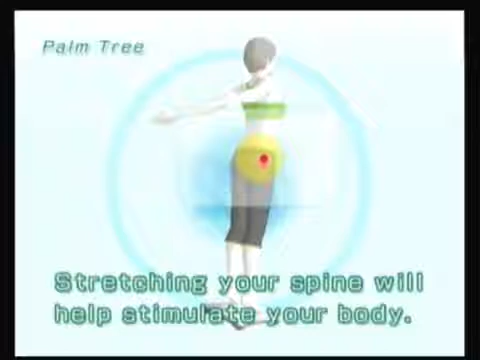 Palm Tree
Stretching your spine will
help stimulate your body.